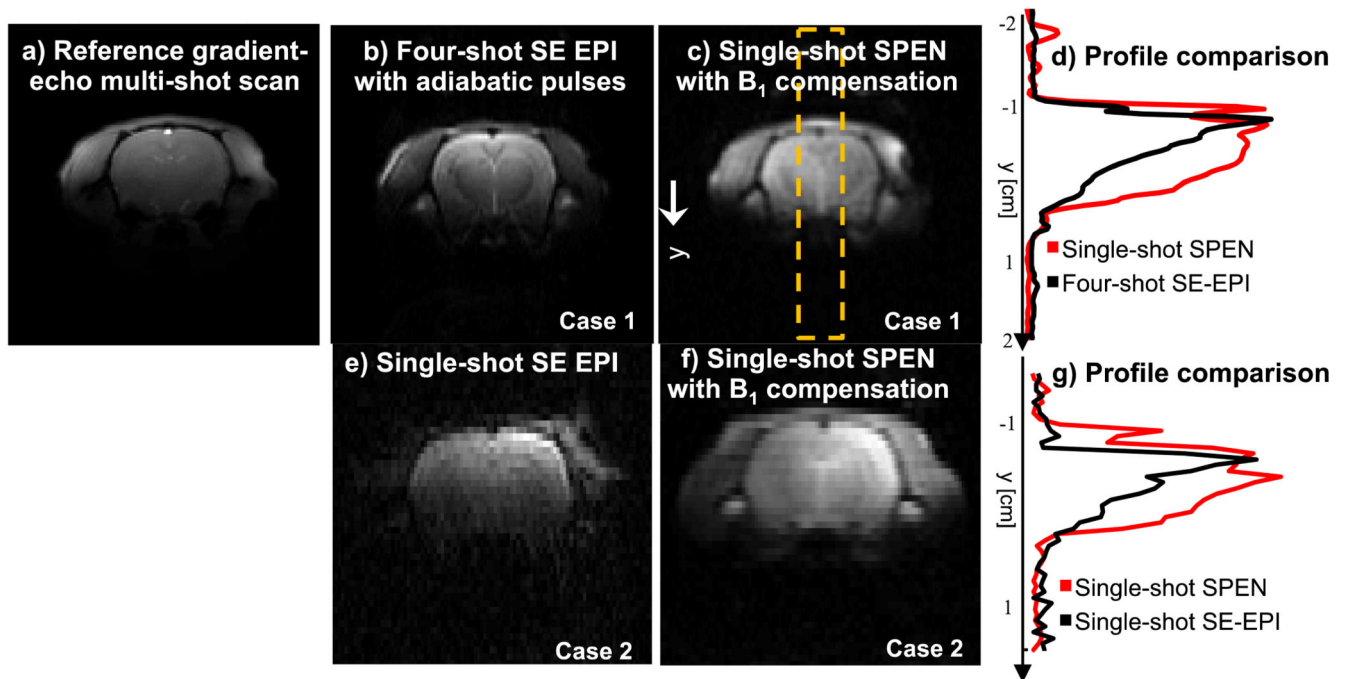 a) Reference gradient-
echo multi-shot scan
b) Four-shot SE EPI
with adiabatic pulses
Case 1
c) Single-shot SPEN
with B₁ compensation
y
Case 1
d) Profile comparison
-2
-1
y [cm]
1
2
Single-shot SPEN
Four-shot SE-EPI
e) Single-shot SE EPI
Case 2
f) Single-shot SPEN
with B₁ compensation
Case 2
g) Profile comparison
-1
y [cm]
1
Single-shot SPEN
Single-shot SE-EPI